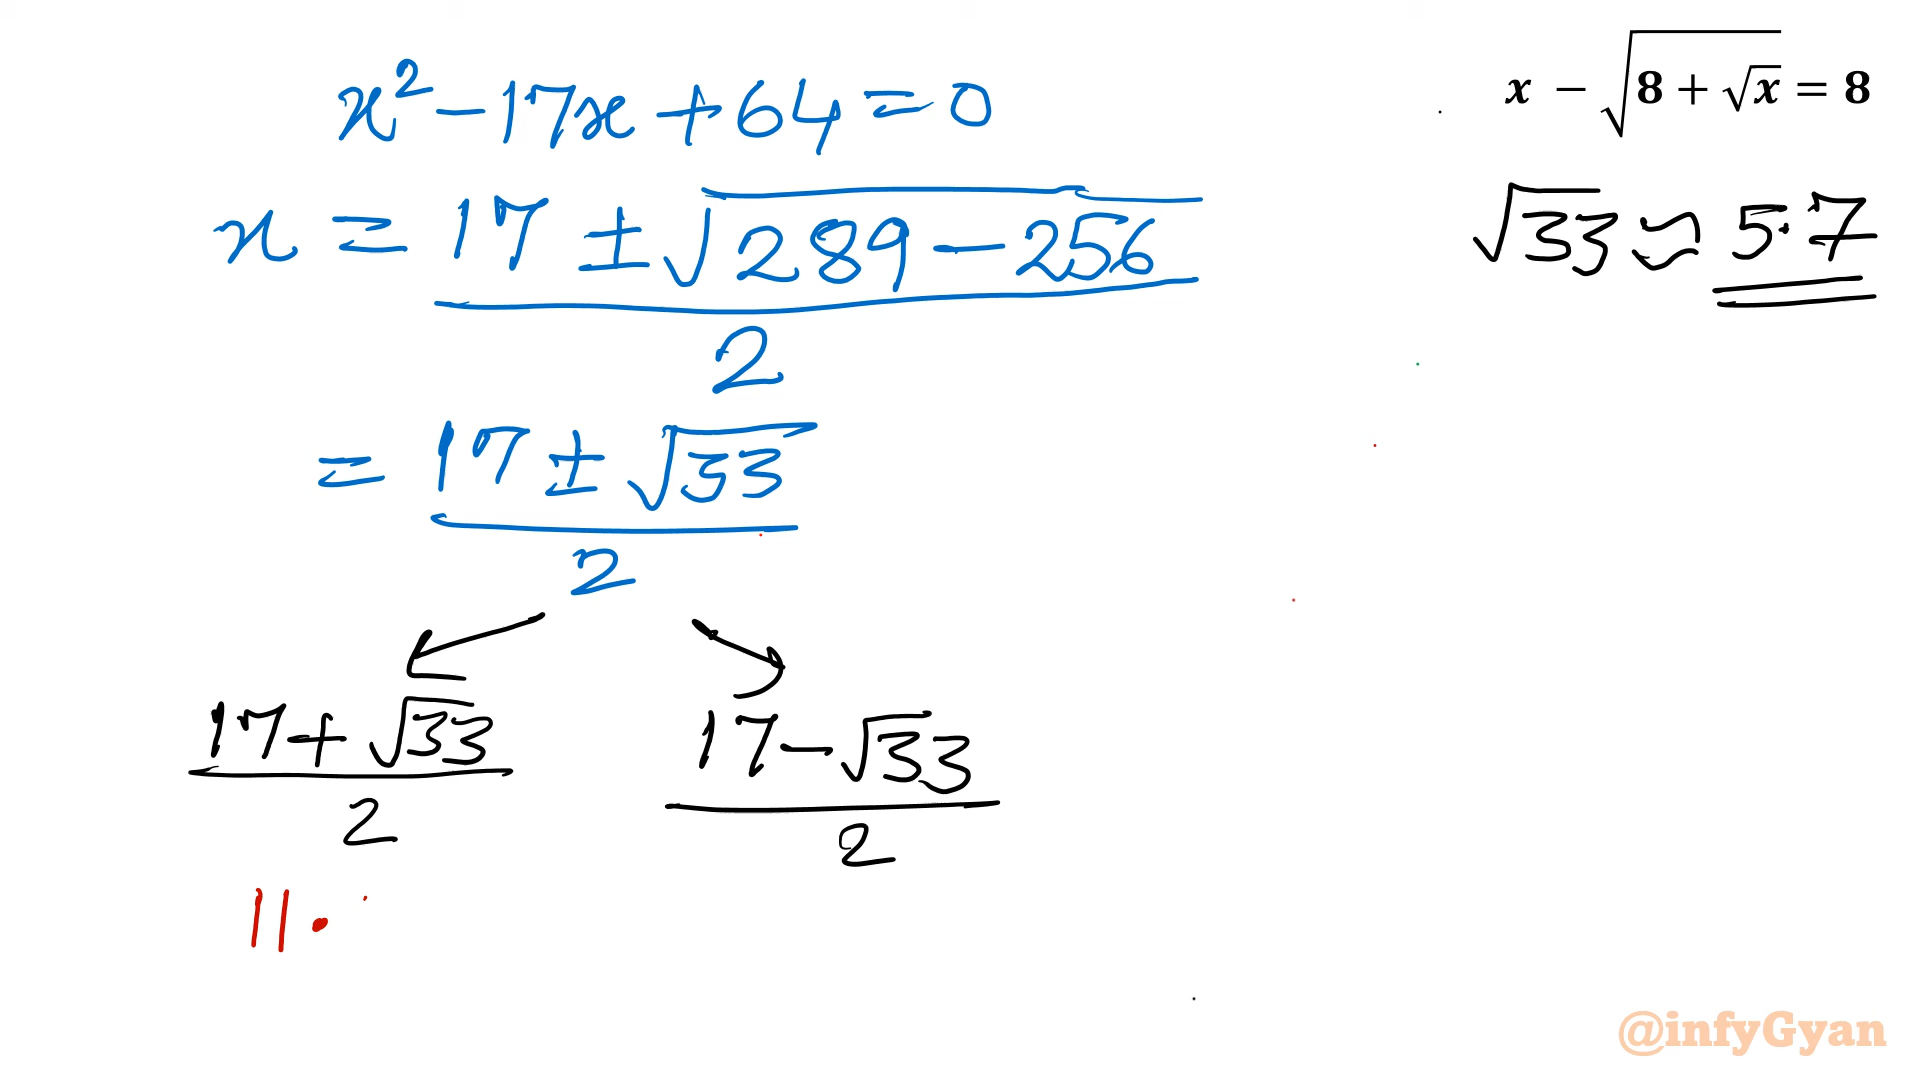 x² − 17x + 64 = 0
x − √(8 + √x) = 8
x = (17 ± √(289 − 256)) / 2
√33 ≈ 5.7
= (17 ± √33) / 2
(17 + √33) / 2
(17 − √33) / 2
11.
@infyGyan